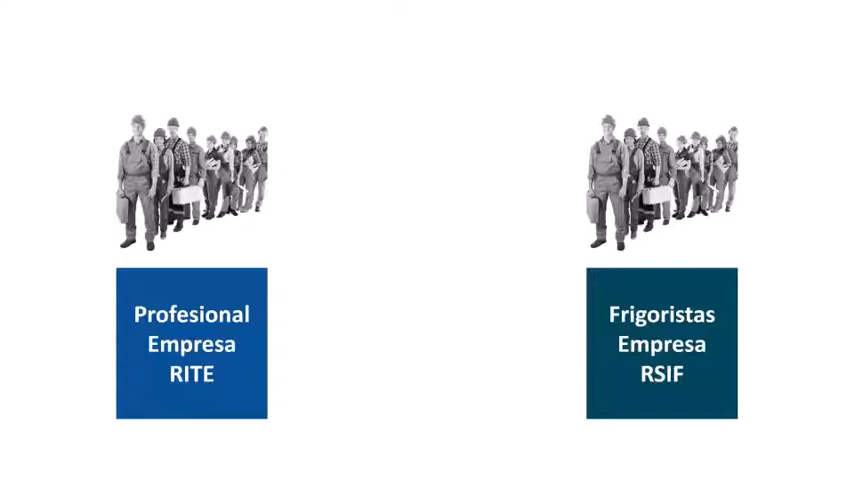 Profesional
Empresa
RITE
Frigoristas
Empresa
RSIF